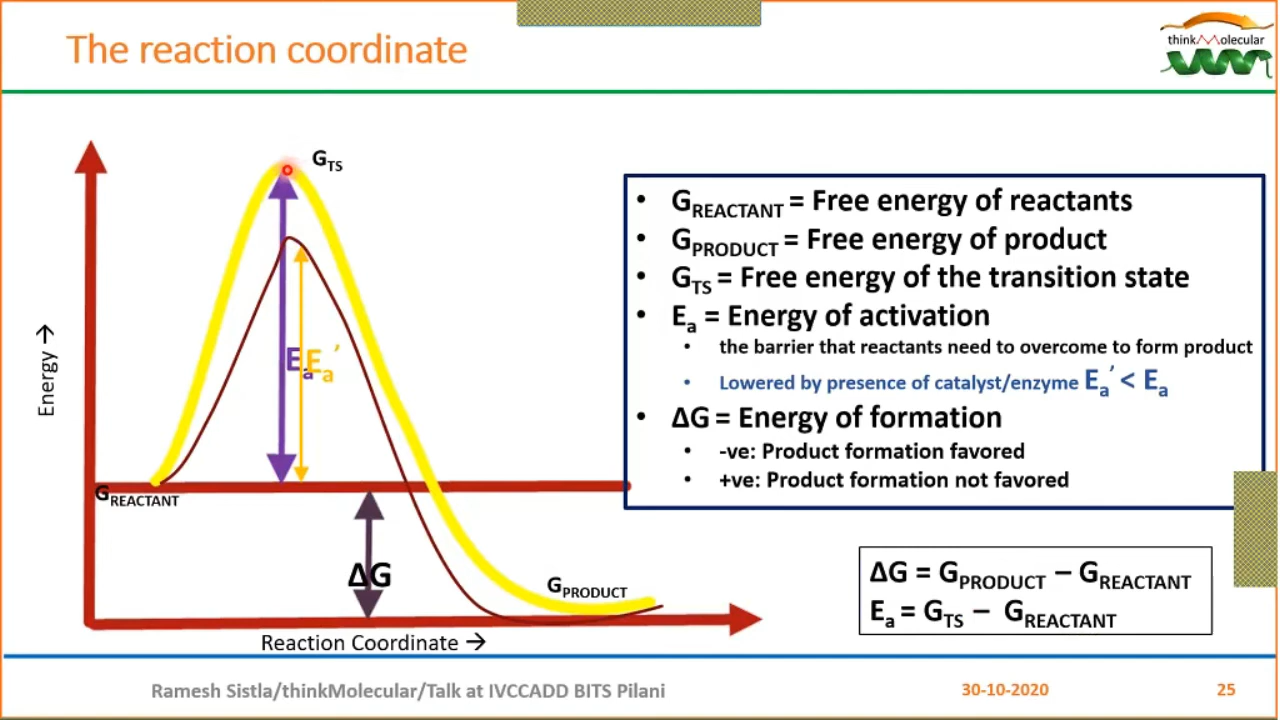 The reaction coordinate
think Molecular
G_TS
Energy →
E_a
E_a′
G_REACTANT
ΔG
G_PRODUCT
Reaction Coordinate →
• G_REACTANT = Free energy of reactants
• G_PRODUCT = Free energy of product
• G_TS = Free energy of the transition state
• E_a = Energy of activation
• the barrier that reactants need to overcome to form product
• Lowered by presence of catalyst/enzyme E_a′ < E_a
• ΔG = Energy of formation
• -ve: Product formation favored
• +ve: Product formation not favored
ΔG = G_PRODUCT – G_REACTANT
E_a = G_TS – G_REACTANT
Ramesh Sistla/thinkMolecular/Talk at IVCCADD BITS Pilani
30-10-2020
25